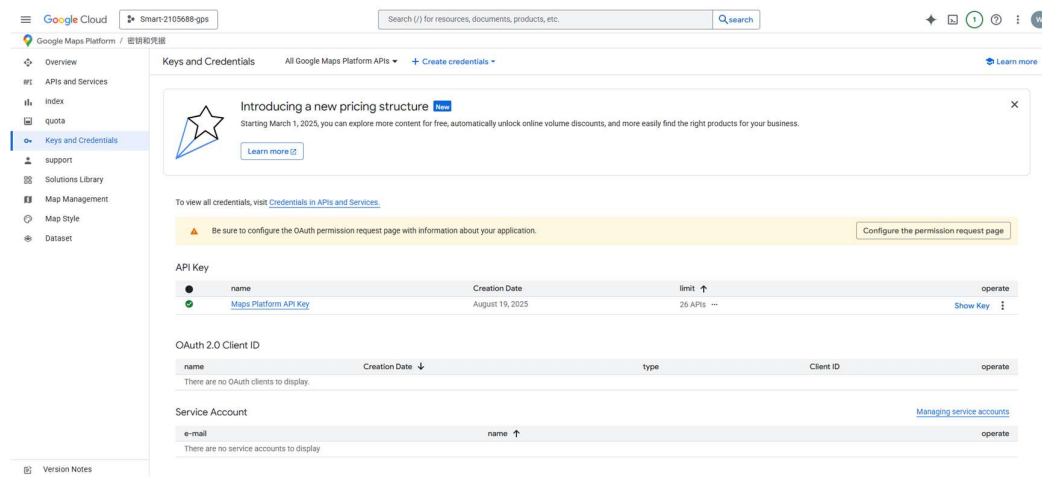 Google Cloud
Smart-2105688-gps
Search (/) for resources, documents, products, etc.
search
1
Google Maps Platform / 密钥和凭据
Overview
APIs and Services
index
quota
Keys and Credentials
support
Solutions Library
Map Management
Map Style
Dataset
Version Notes
Keys and Credentials
All Google Maps Platform APIs
+ Create credentials
Learn more
Introducing a new pricing structure New
Starting March 1, 2025, you can explore more content for free, automatically unlock online volume discounts, and more easily find the right products for your business.
Learn more
To view all credentials, visit Credentials in APIs and Services.
Be sure to configure the OAuth permission request page with information about your application.
Configure the permission request page
API Key
name Creation Date limit operate
Maps Platform API Key August 19, 2025 26 APIs ··· Show Key
OAuth 2.0 Client ID
name Creation Date type Client ID operate
There are no OAuth clients to display.
Service Account
Managing service accounts
e-mail name operate
There are no service accounts to display